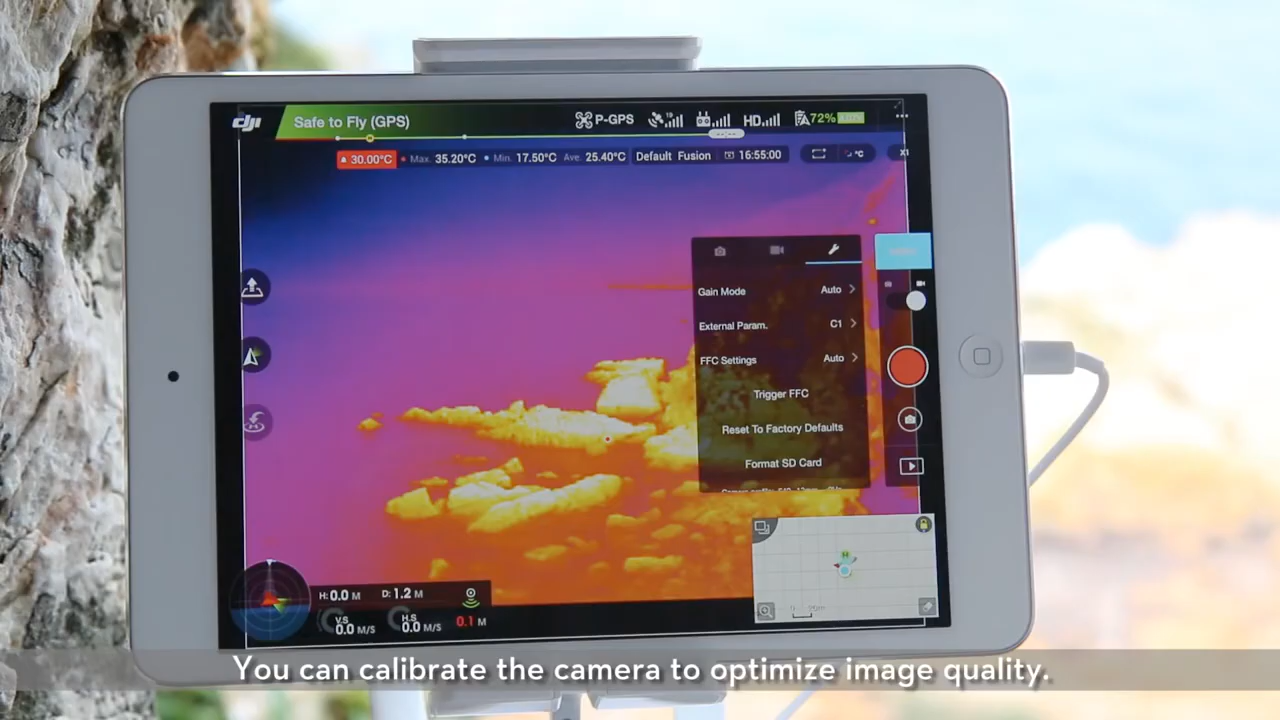 dji Safe to Fly (GPS) P-GPS 19 HD 72%
30.00°C Max. 35.20°C Min. 17.50°C Ave. 25.40°C Default Fusion 16:55:00 °C X1
Gain Mode Auto
External Param. C1
FFC Settings Auto
Trigger FFC
Reset To Factory Defaults
Format SD Card
H
H: 0.0 M D: 1.2 M
V.S 0.0 M/S H.S 0.0 M/S 0.1 M
N
You can calibrate the camera to optimize image quality.